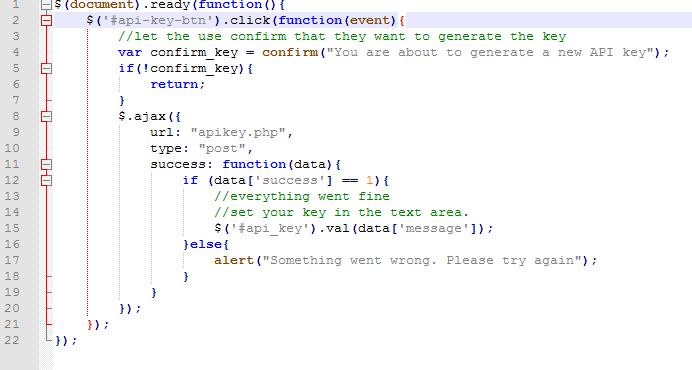 1 $(document).ready(function(){
2     $('#api-key-btn').click(function(event){
3         //let the use confirm that they want to generate the key
4         var confirm_key = confirm("You are about to generate a new API key");
5         if(!confirm_key){
6             return;
7         }
8         $.ajax({
9             url: "apikey.php",
10             type: "post",
11             success: function(data){
12                 if (data['success'] == 1){
13                     //everything went fine
14                     //set your key in the text area.
15                     $('#api_key').val(data['message']);
16                 }else{
17                     alert("Something went wrong. Please try again");
18                 }
19             }
20         });
21     });
22 });